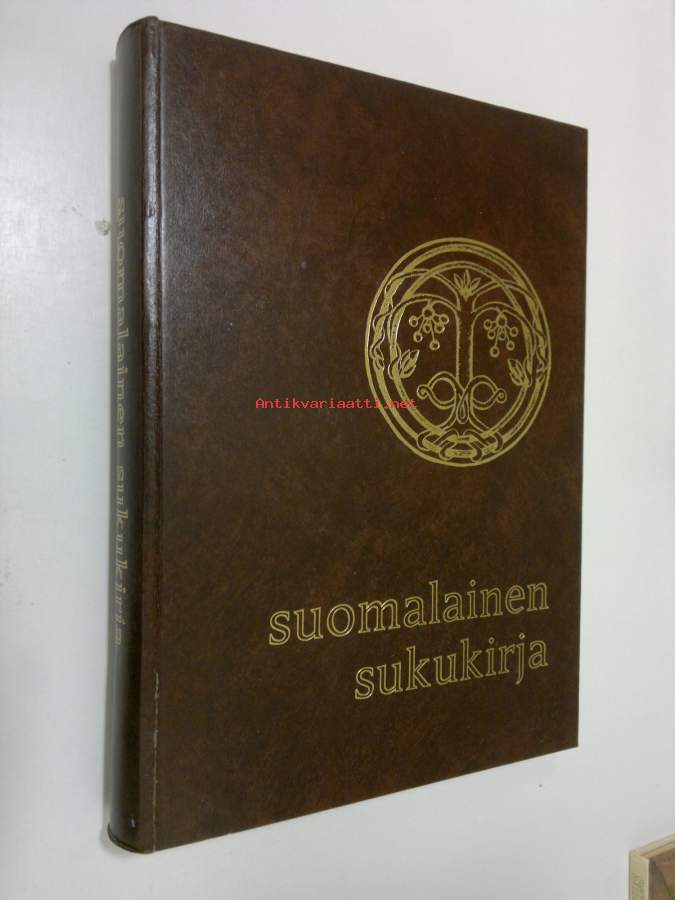 suomalainen sukukirja
Antikvariaatti.net
suomalainen
sukukirja